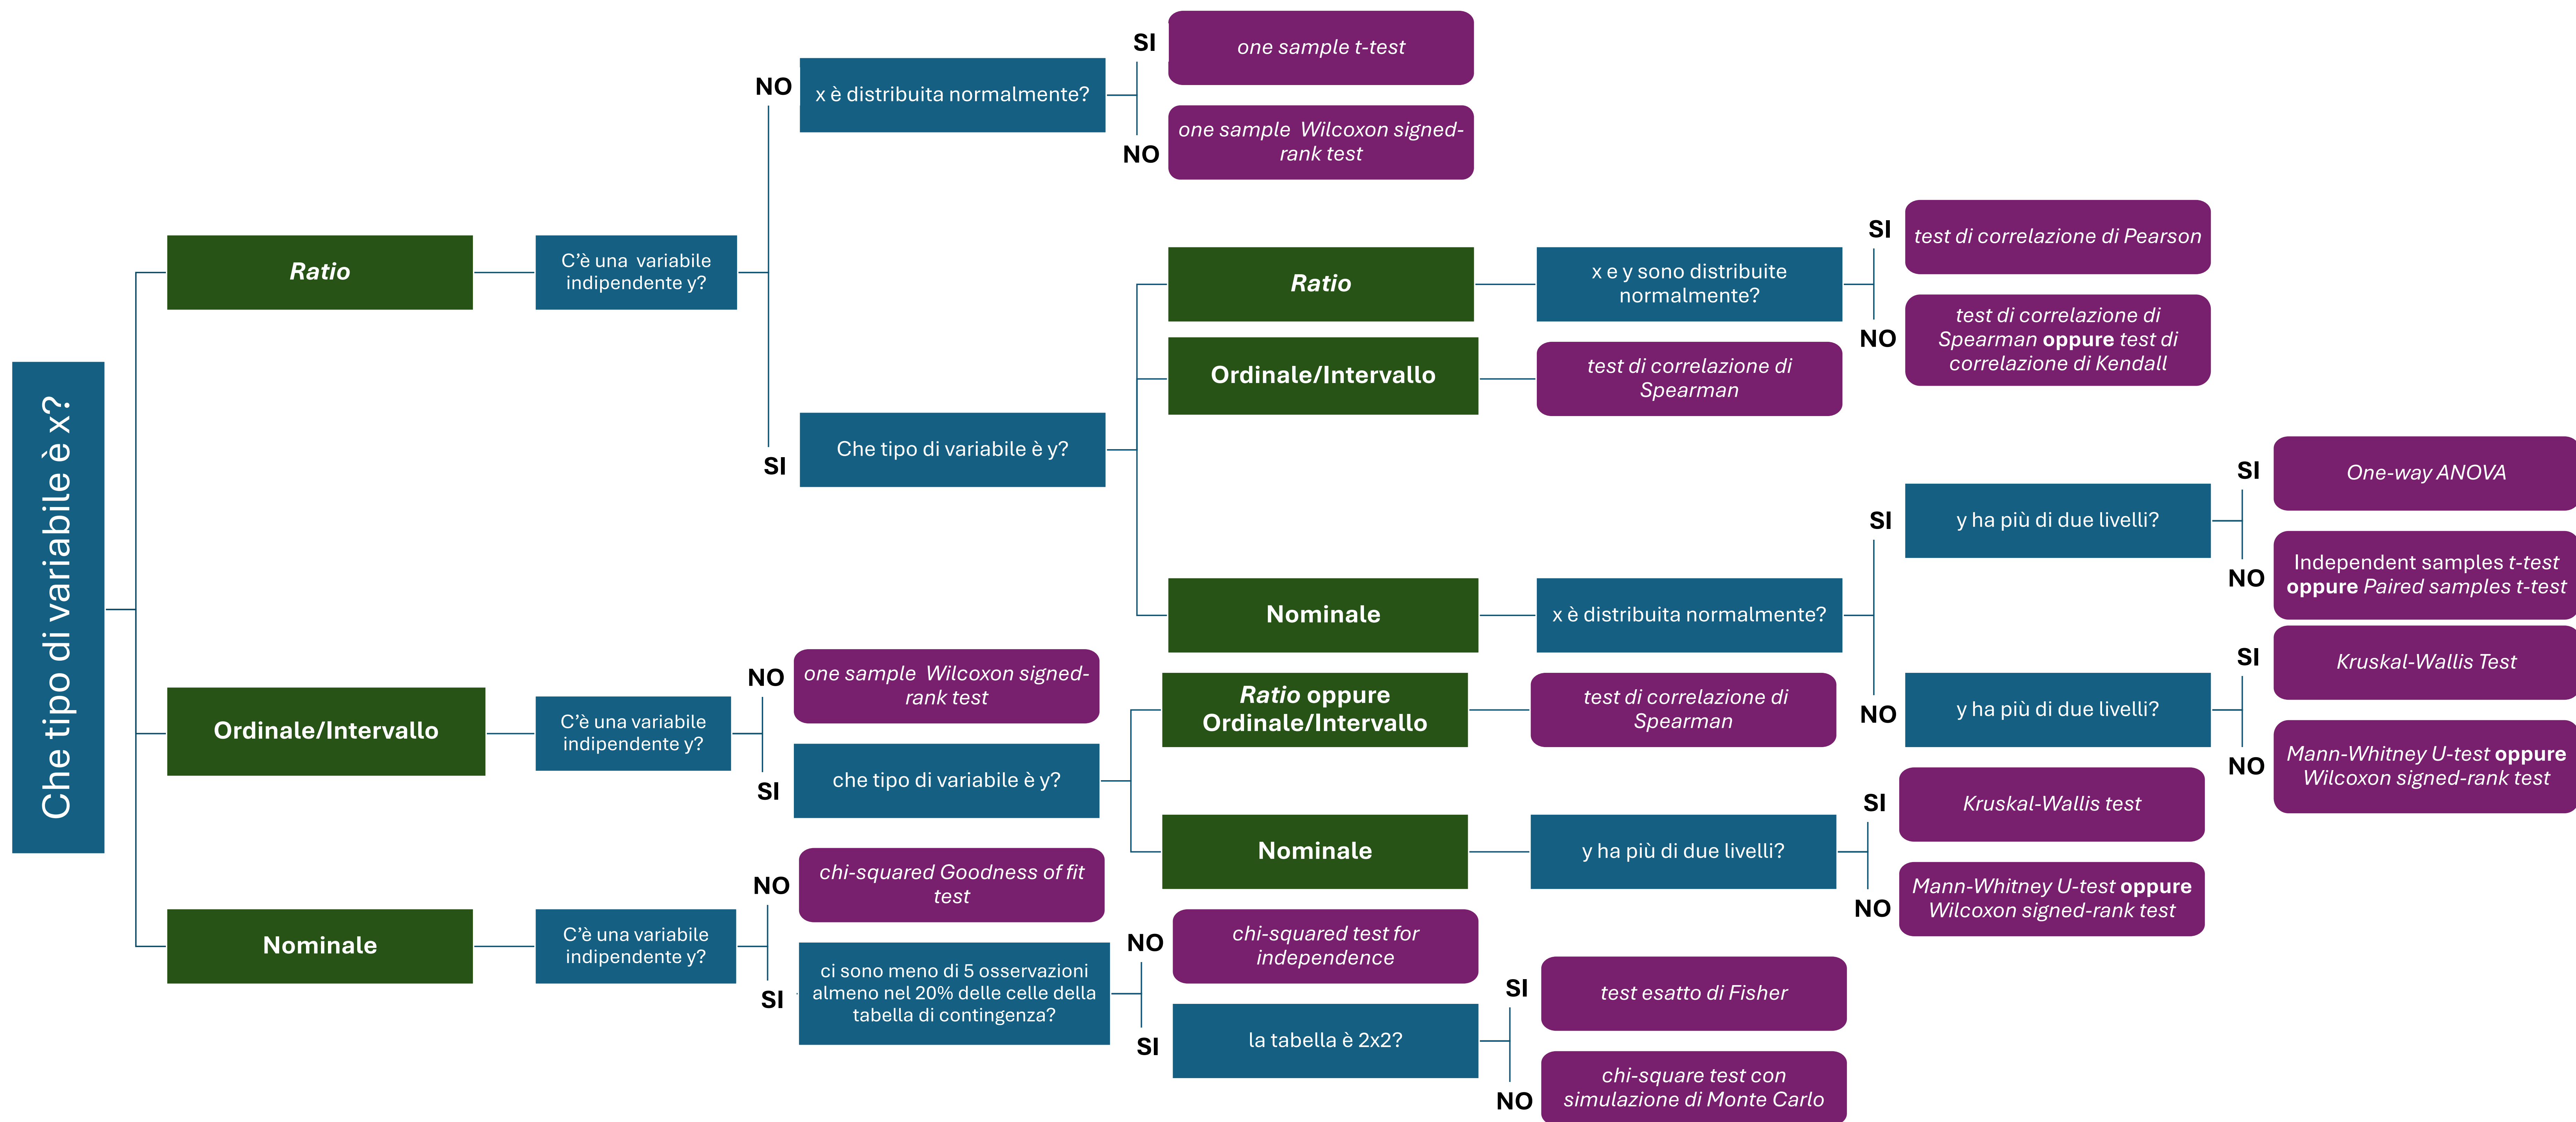 Che tipo di variabile è x?
Ratio
C’è una variabile
indipendente y?
NO
x è distribuita normalmente?
SI
one sample t-test
NO
one sample Wilcoxon signed-
rank test
SI
Che tipo di variabile è y?
Ratio
x e y sono distribuite
normalmente?
SI
test di correlazione di Pearson
NO
test di correlazione di
Spearman oppure test di
correlazione di Kendall
Ordinale/Intervallo
test di correlazione di
Spearman
Nominale
x è distribuita normalmente?
SI
y ha più di due livelli?
SI
One-way ANOVA
NO
Independent samples t-test
oppure Paired samples t-test
NO
y ha più di due livelli?
SI
Kruskal-Wallis Test
NO
Mann-Whitney U-test oppure
Wilcoxon signed-rank test
Ordinale/Intervallo
C’è una variabile
indipendente y?
NO
one sample Wilcoxon signed-
rank test
SI
che tipo di variabile è y?
Ratio oppure
Ordinale/Intervallo
test di correlazione di
Spearman
Nominale
y ha più di due livelli?
SI
Kruskal-Wallis test
NO
Mann-Whitney U-test oppure
Wilcoxon signed-rank test
Nominale
C’è una variabile
indipendente y?
NO
chi-squared Goodness of fit
test
SI
ci sono meno di 5 osservazioni
almeno nel 20% delle celle della
tabella di contingenza?
NO
chi-squared test for
independence
SI
la tabella è 2x2?
SI
test esatto di Fisher
NO
chi-square test con
simulazione di Monte Carlo